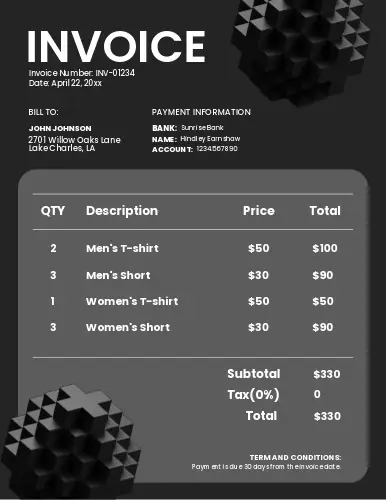 INVOICE
Invoice Number: INV-01234
Date: April 22, 20xx
BILL TO:
JOHN JOHNSON
2701 Willow Oaks Lane
Lake Charles, LA
PAYMENT INFORMATION
BANK: Sunrise Bank
NAME: Hindley Earnshaw
ACCOUNT: 1234567890
QTY Description Price Total
2 Men's T-shirt $50 $100
3 Men's Short $30 $90
1 Women's T-shirt $50 $50
3 Women's Short $30 $90
Subtotal $330
Tax(0%) 0
Total $330
TERM AND CONDITIONS:
Payment is due 30 days from the invoice date.